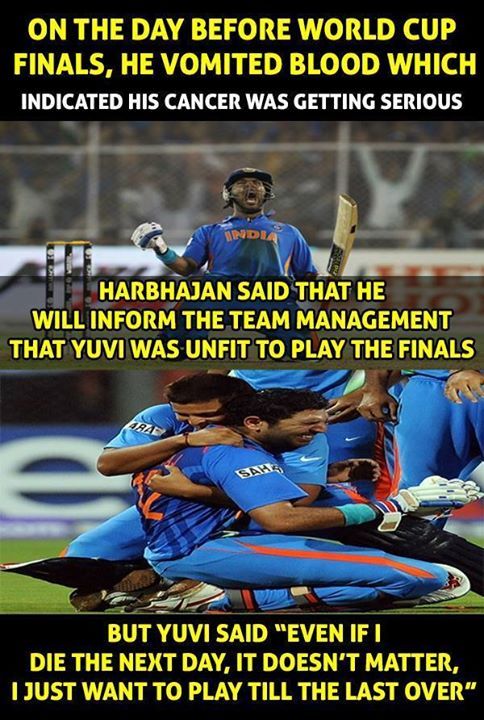 ON THE DAY BEFORE WORLD CUP
FINALS, HE VOMITED BLOOD WHICH
INDICATED HIS CANCER WAS GETTING SERIOUS
INDIA
HARBHAJAN SAID THAT HE
WILL INFORM THE TEAM MANAGEMENT
THAT YUVI WAS UNFIT TO PLAY THE FINALS
SAHA
BUT YUVI SAID "EVEN IF I
DIE THE NEXT DAY, IT DOESN'T MATTER,
I JUST WANT TO PLAY TILL THE LAST OVER"